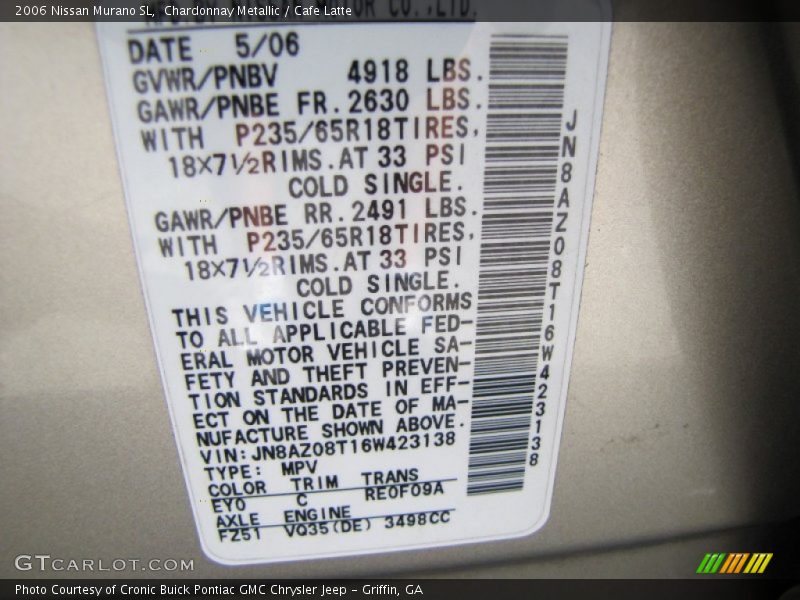 2006 Nissan Murano SL, Chardonnay Metallic / Cafe Latte
MOTOR CO.,LTD.
DATE 5/06
GVWR/PNBV 4918 LBS.
GAWR/PNBE FR. 2630 LBS.
WITH P235/65R18TIRES,
18X7½RIMS.AT 33 PSI
COLD SINGLE.
GAWR/PNBE RR. 2491 LBS.
WITH P235/65R18TIRES,
18X7½RIMS.AT 33 PSI
COLD SINGLE.
THIS VEHICLE CONFORMS
TO ALL APPLICABLE FED-
ERAL MOTOR VEHICLE SA-
FETY AND THEFT PREVEN-
TION STANDARDS IN EFF-
ECT ON THE DATE OF MA-
NUFACTURE SHOWN ABOVE.
VIN:JN8AZ08T16W423138
TYPE: MPV
COLOR TRIM TRANS
EY0 C RE0F09A
AXLE ENGINE
FZ51 VQ35(DE) 3498CC
JN8AZ08T16W423138
GTCARLOT.COM
Photo Courtesy of Cronic Buick Pontiac GMC Chrysler Jeep - Griffin, GA